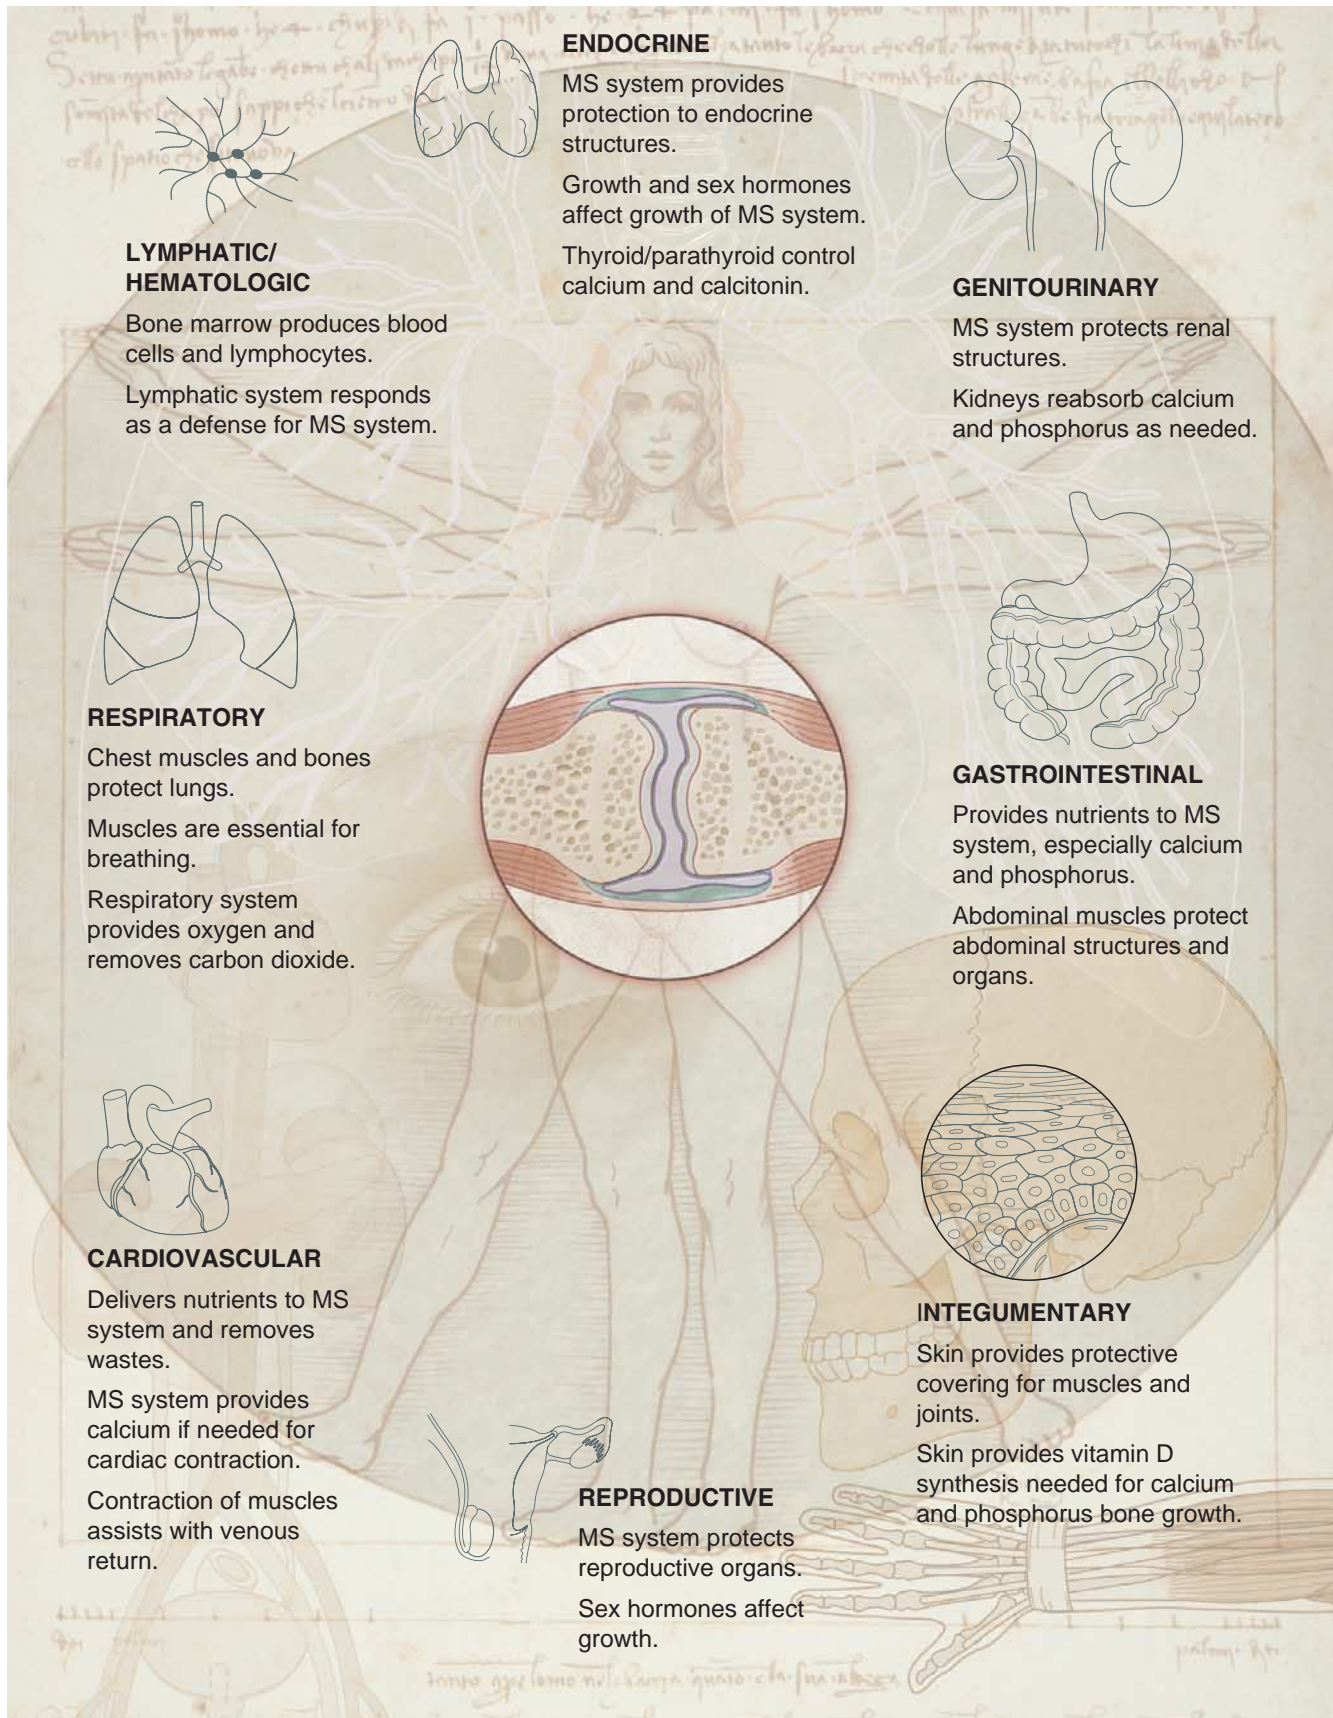 ENDOCRINE
MS system provides
protection to endocrine
structures.
Growth and sex hormones
affect growth of MS system.
Thyroid/parathyroid control
calcium and calcitonin.
LYMPHATIC/
HEMATOLOGIC
Bone marrow produces blood
cells and lymphocytes.
Lymphatic system responds
as a defense for MS system.
GENITOURINARY
MS system protects renal
structures.
Kidneys reabsorb calcium
and phosphorus as needed.
RESPIRATORY
Chest muscles and bones
protect lungs.
Muscles are essential for
breathing.
Respiratory system
provides oxygen and
removes carbon dioxide.
GASTROINTESTINAL
Provides nutrients to MS
system, especially calcium
and phosphorus.
Abdominal muscles protect
abdominal structures and
organs.
CARDIOVASCULAR
Delivers nutrients to MS
system and removes
wastes.
MS system provides
calcium if needed for
cardiac contraction.
Contraction of muscles
assists with venous
return.
INTEGUMENTARY
Skin provides protective
covering for muscles and
joints.
Skin provides vitamin D
synthesis needed for calcium
and phosphorus bone growth.
REPRODUCTIVE
MS system protects
reproductive organs.
Sex hormones affect
growth.